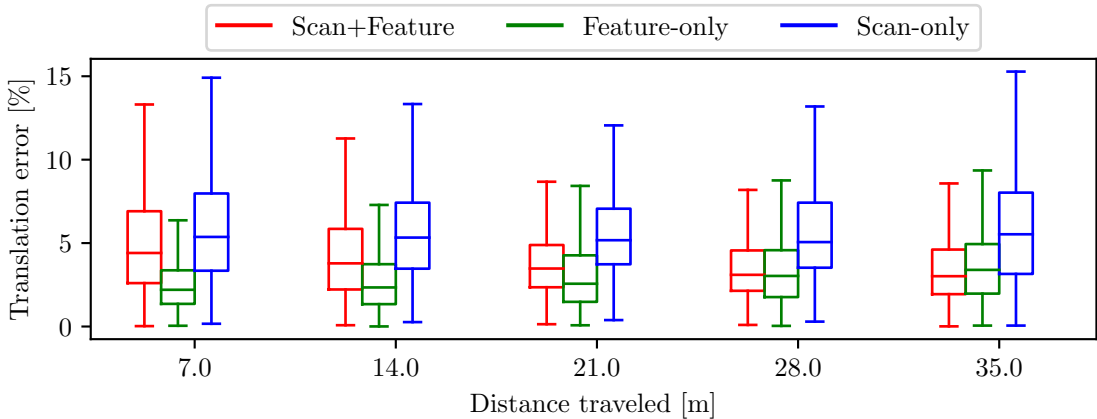 Scan+Feature Feature-only Scan-only
Translation error [%]
15
10
5
0
7.0 14.0 21.0 28.0 35.0
Distance traveled [m]